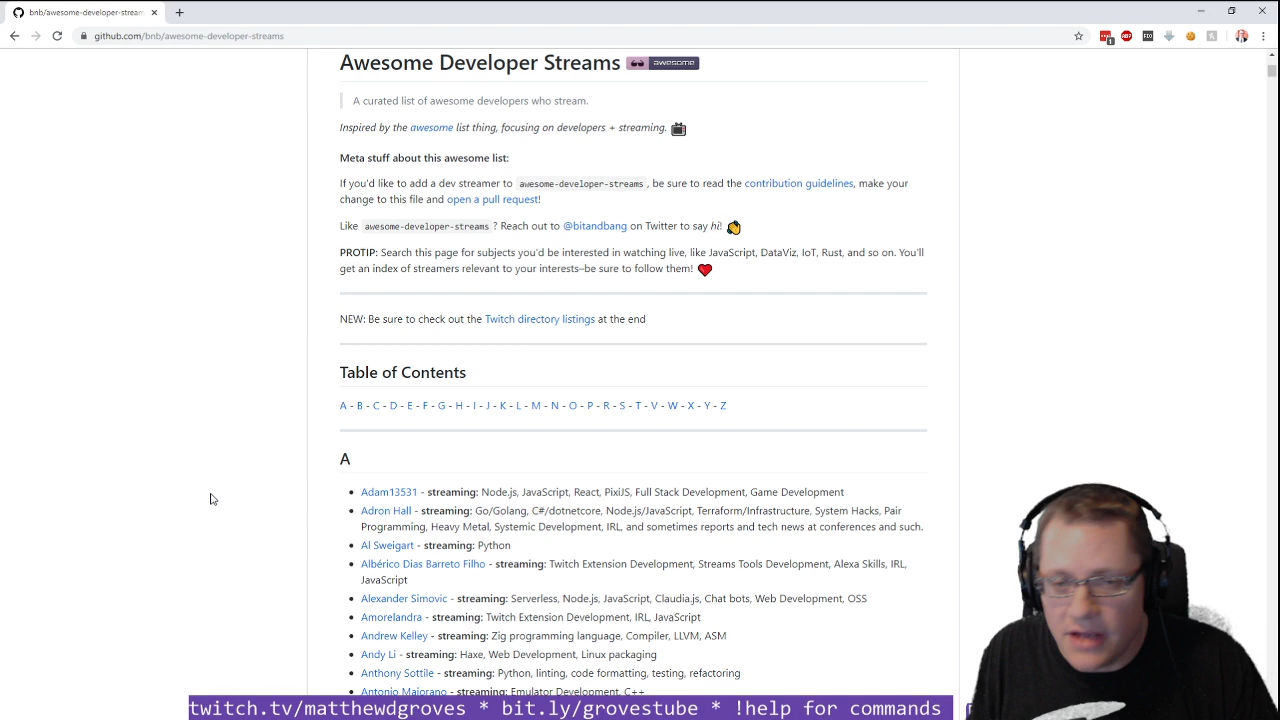 bnb/awesome-developer-stream
github.com/bnb/awesome-developer-streams
Awesome Developer Streams awesome
A curated list of awesome developers who stream.
Inspired by the awesome list thing, focusing on developers + streaming.
Meta stuff about this awesome list:
If you'd like to add a dev streamer to awesome-developer-streams, be sure to read the contribution guidelines, make your
change to this file and open a pull request!
Like awesome-developer-streams? Reach out to @bitandbang on Twitter to say hi!
PROTIP: Search this page for subjects you'd be interested in watching live, like JavaScript, DataViz, IoT, Rust, and so on. You'll
get an index of streamers relevant to your interests–be sure to follow them!
NEW: Be sure to check out the Twitch directory listings at the end
Table of Contents
A - B - C - D - E - F - G - H - I - J - K - L - M - N - O - P - R - S - T - V - W - X - Y - Z
A
Adam13531 - streaming: Node.js, JavaScript, React, PixiJS, Full Stack Development, Game Development
Adron Hall - streaming: Go/Golang, C#/dotnetcore, Node.js/JavaScript, Terraform/Infrastructure, System Hacks, Pair
Programming, Heavy Metal, Systemic Development, IRL, and sometimes reports and tech news at conferences and such.
Al Sweigart - streaming: Python
Albérico Dias Barreto Filho - streaming: Twitch Extension Development, Streams Tools Development, Alexa Skills, IRL,
JavaScript
Alexander Simovic - streaming: Serverless, Node.js, JavaScript, Claudia.js, Chat bots, Web Development, OSS
Amorelandra - streaming: Twitch Extension Development, IRL, JavaScript
Andrew Kelley - streaming: Zig programming language, Compiler, LLVM, ASM
Andy Li - streaming: Haxe, Web Development, Linux packaging
Anthony Sottile - streaming: Python, linting, code formatting, testing, refactoring
Antonio Maiorano - streaming: Emulator Development, C++
twitch.tv/matthewdgroves * bit.ly/grovestube * !help for commands